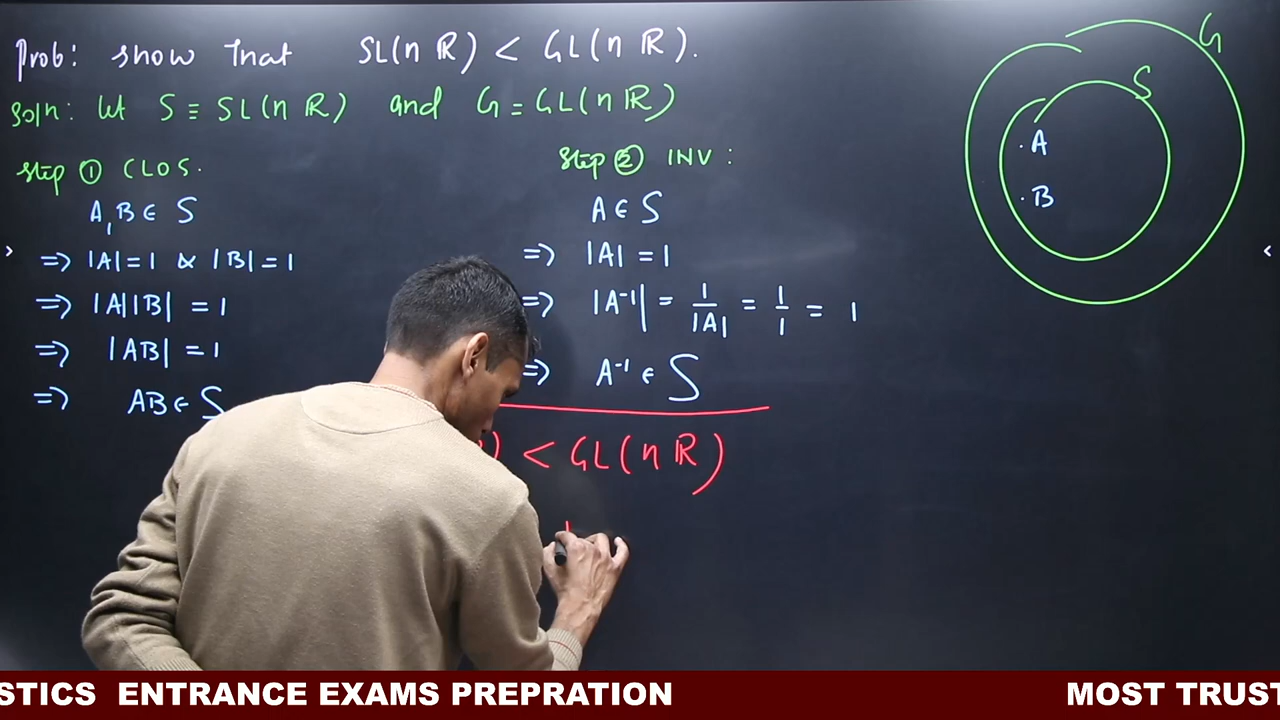 Prob: show that SL(n ℝ) < GL(n ℝ).
Soln: let S ≡ SL(n ℝ) and G = GL(n ℝ)
Step ① CLOS.
A, B ∈ S
=> |A| = 1 & |B| = 1
=> |A||B| = 1
=> |AB| = 1
=> AB ∈ S
Step ② INV :
A ∈ S
=> |A| = 1
=> |A⁻¹| = 1/|A| = 1/1 = 1
=> A⁻¹ ∈ S
) < GL(n ℝ)
G
S
· A
· B
STICS ENTRANCE EXAMS PREPRATION
MOST TRUST